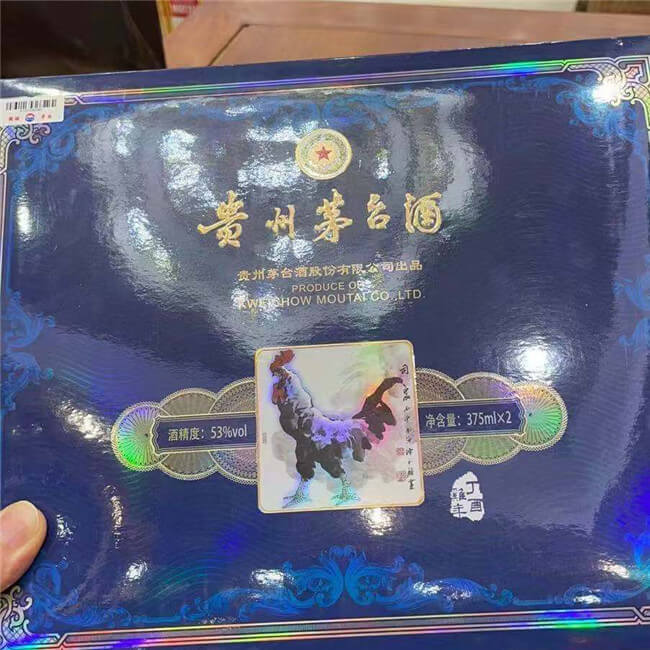 贵州茅台酒
贵州茅台酒股份有限公司出品
PRODUCE OF
KWEICHOW MOUTAI CO.,LTD.
酒精度：53%vol
净含量：375ml×2
丁酉
雞年